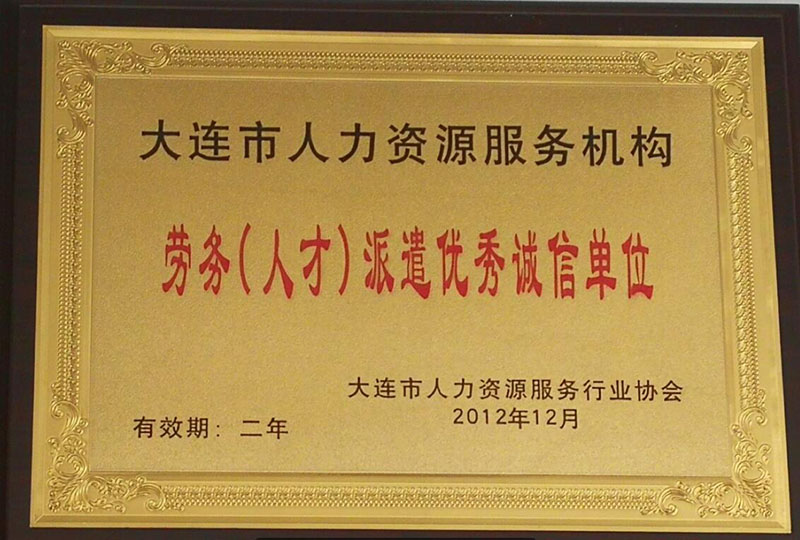 大连市人力资源服务机构
劳务(人才)派遣优秀诚信单位
大连市人力资源服务行业协会
有效期: 二年
2012年12月